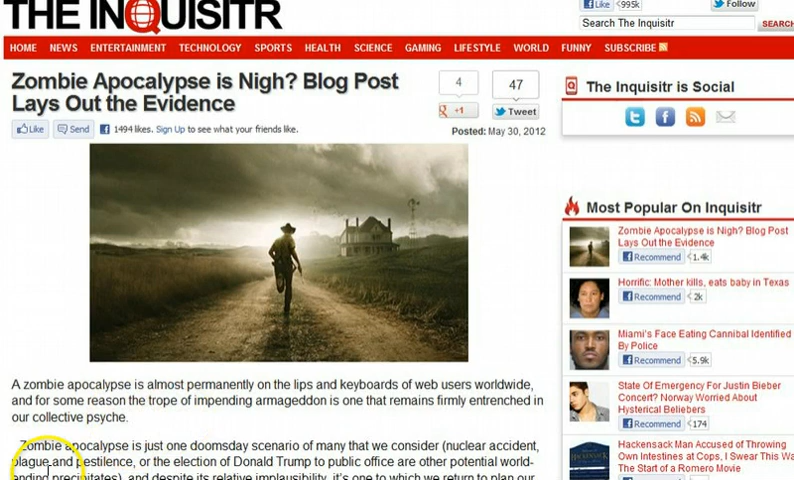 THE INQUISITR
Like 995k
Follow
Search The Inquisitr
SEARCH
HOME NEWS ENTERTAINMENT TECHNOLOGY SPORTS HEALTH SCIENCE GAMING LIFESTYLE WORLD FUNNY SUBSCRIBE
Zombie Apocalypse is Nigh? Blog Post
Lays Out the Evidence
4
47
+1
Tweet
Like Send 1494 likes. Sign Up to see what your friends like.
Posted: May 30, 2012
A zombie apocalypse is almost permanently on the lips and keyboards of web users worldwide,
and for some reason the trope of impending armageddon is one that remains firmly entrenched in
our collective psyche.
Zombie apocalypse is just one doomsday scenario of many that we consider (nuclear accident,
plague and pestilence, or the election of Donald Trump to public office are other potential world-
ending precipitates), and despite its relative implausibility, it's one to which we return to plan our
The Inquisitr is Social
Most Popular On Inquisitr
Zombie Apocalypse is Nigh? Blog Post
Lays Out the Evidence
Recommend 1.4k
Horrific: Mother kills, eats baby in Texas
Recommend 2k
Miami's Face Eating Cannibal Identified
By Police
Recommend 5.9k
State Of Emergency For Justin Bieber
Concert? Norway Worried About
Hysterical Beliebers
Recommend 174
Hackensack Man Accused of Throwing
Own Intestines at Cops, I Swear This Wa
The Start of a Romero Movie